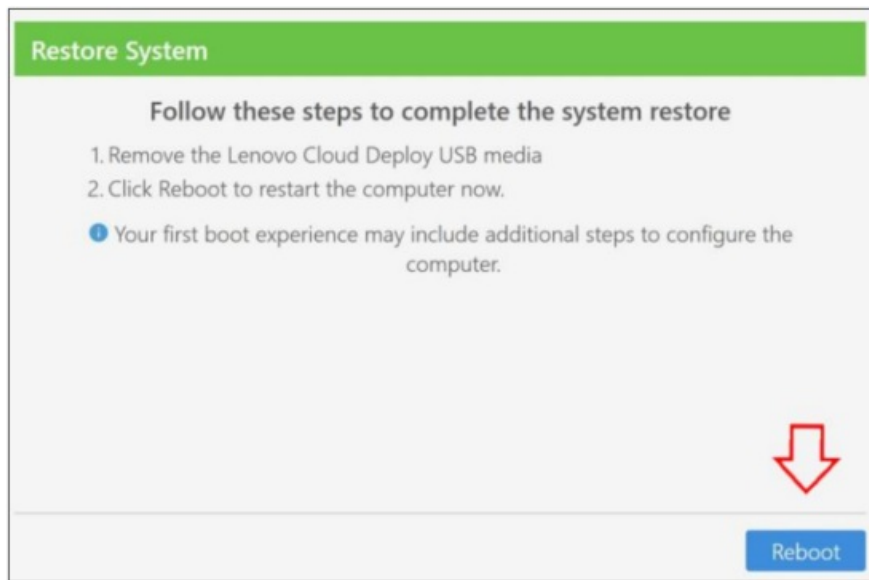 Restore System
Follow these steps to complete the system restore
1. Remove the Lenovo Cloud Deploy USB media
2. Click Reboot to restart the computer now.
Your first boot experience may include additional steps to configure the
computer.
Reboot